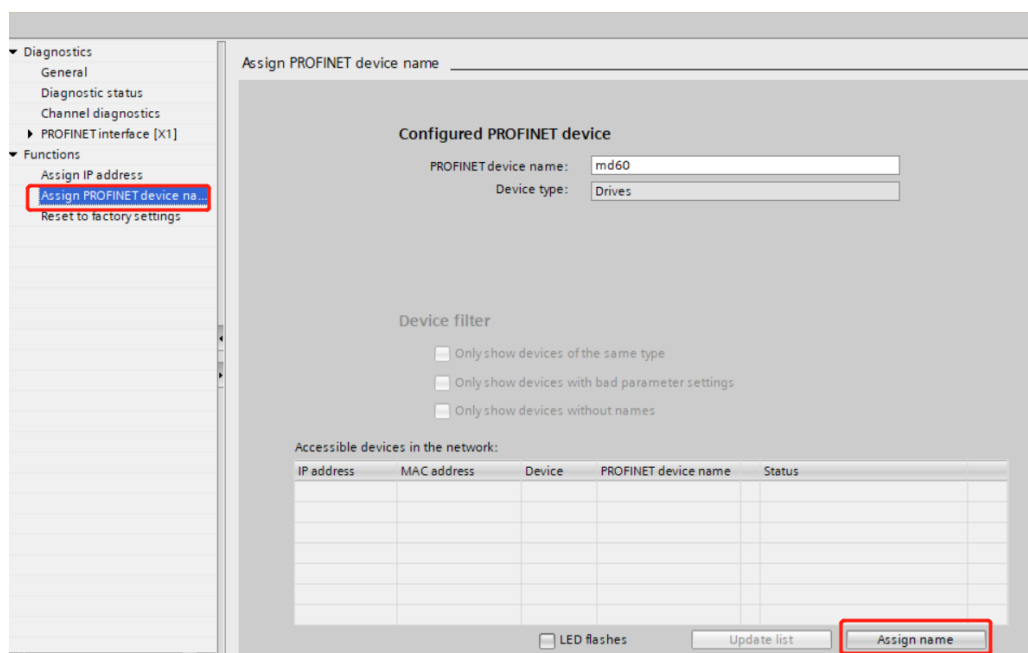 Diagnostics
General
Diagnostic status
Channel diagnostics
PROFINET interface [X1]
Functions
Assign IP address
Assign PROFINET device na...
Reset to factory settings
Assign PROFINET device name
Configured PROFINET device
PROFINET device name: md60
Device type: Drives
Device filter
Only show devices of the same type
Only show devices with bad parameter settings
Only show devices without names
Accessible devices in the network:
IP address MAC address Device PROFINET device name Status
LED flashes Update list Assign name